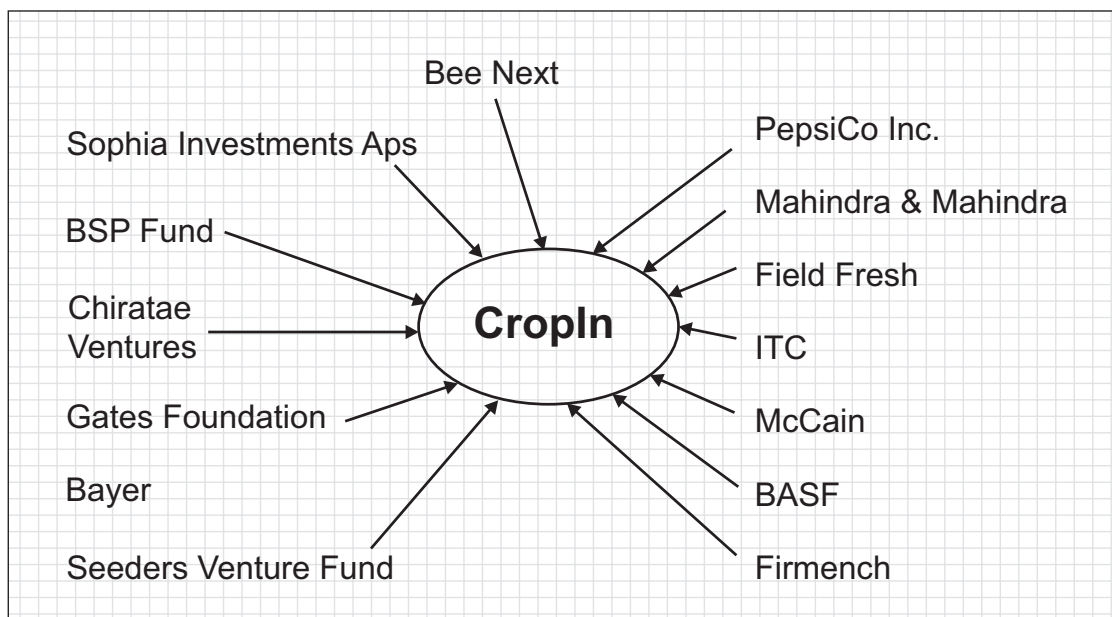 Bee Next
Sophia Investments Aps
BSP Fund
Chiratae
Ventures
Gates Foundation
Bayer
Seeders Venture Fund
CropIn
PepsiCo Inc.
Mahindra & Mahindra
Field Fresh
ITC
McCain
BASF
Firmench